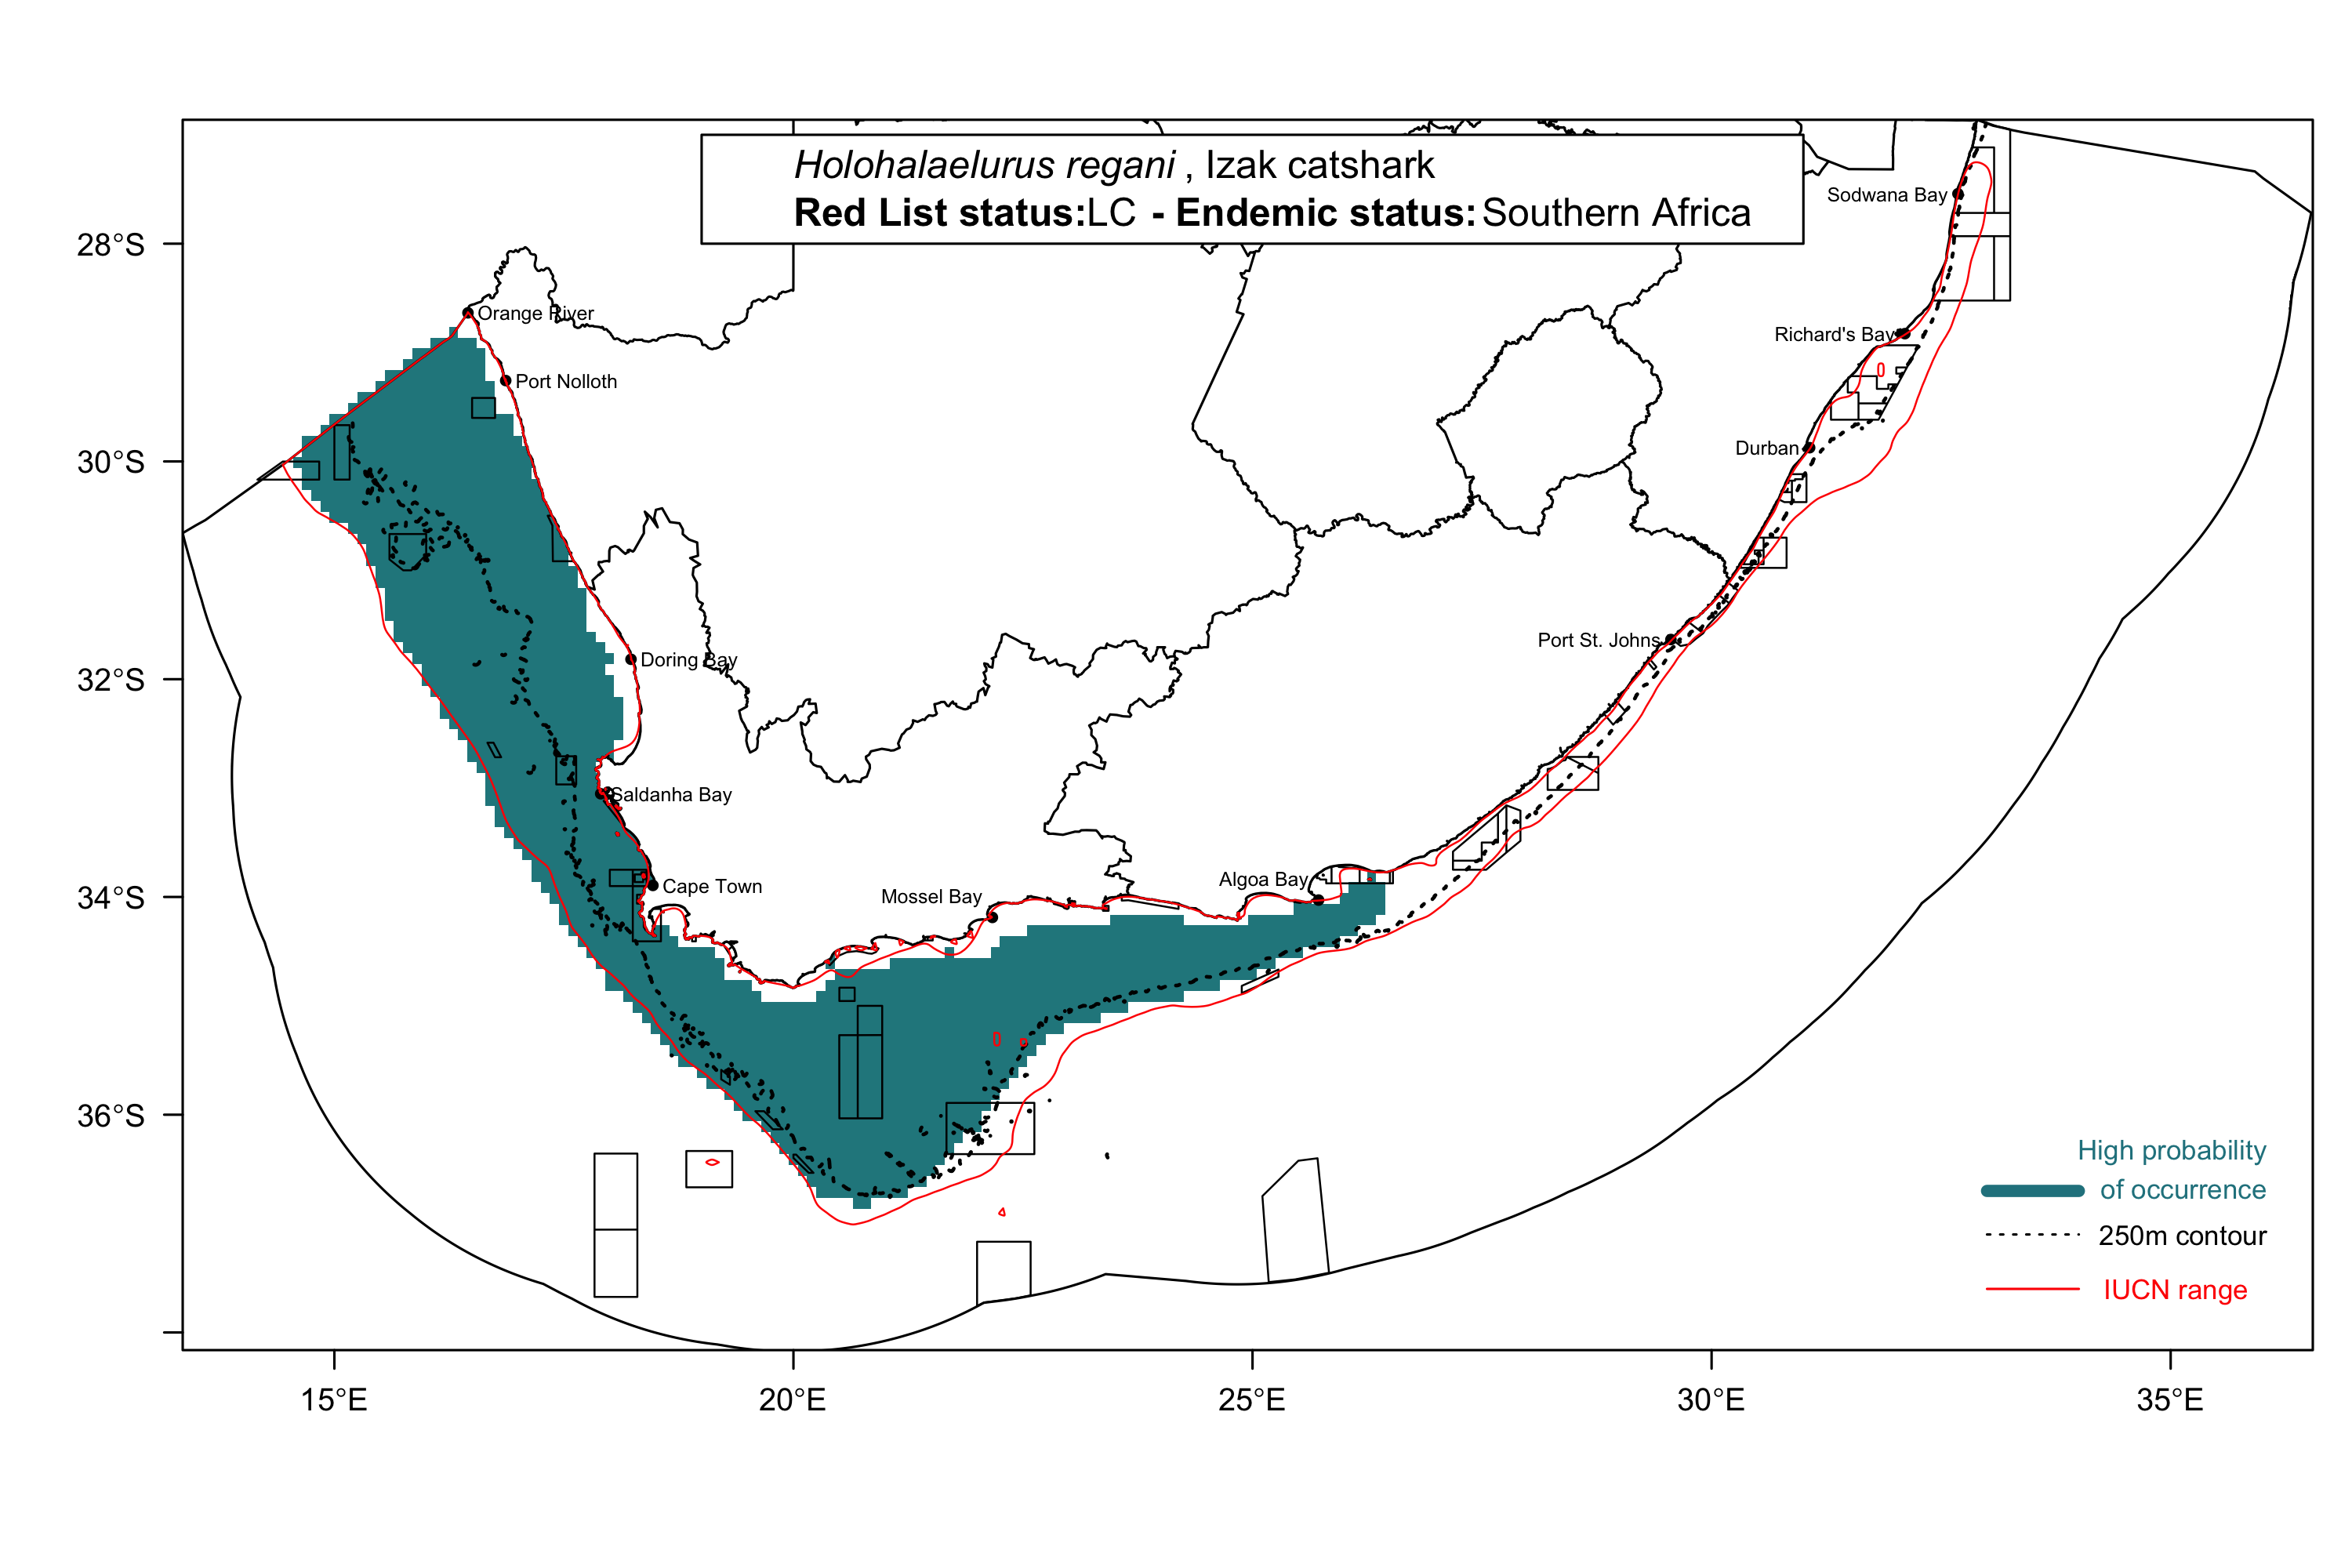 Holohalaelurus regani , Izak catshark
Red List status:LC - Endemic status:Southern Africa
Sodwana Bay
28°S
Orange River
Richard's Bay
Port Nolloth
Durban
30°S
Port St. Johns
Doring Bay
32°S
Saldanha Bay
Algoa Bay
Cape Town
Mossel Bay
34°S
36°S
High probability
of occurrence
250m contour
IUCN range
15°E
20°E
25°E
30°E
35°E